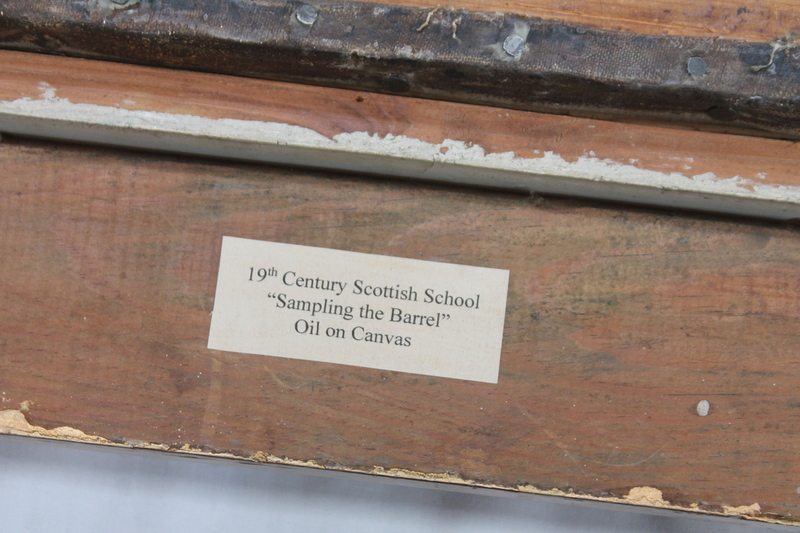 19th Century Scottish School
“Sampling the Barrel”
Oil on Canvas